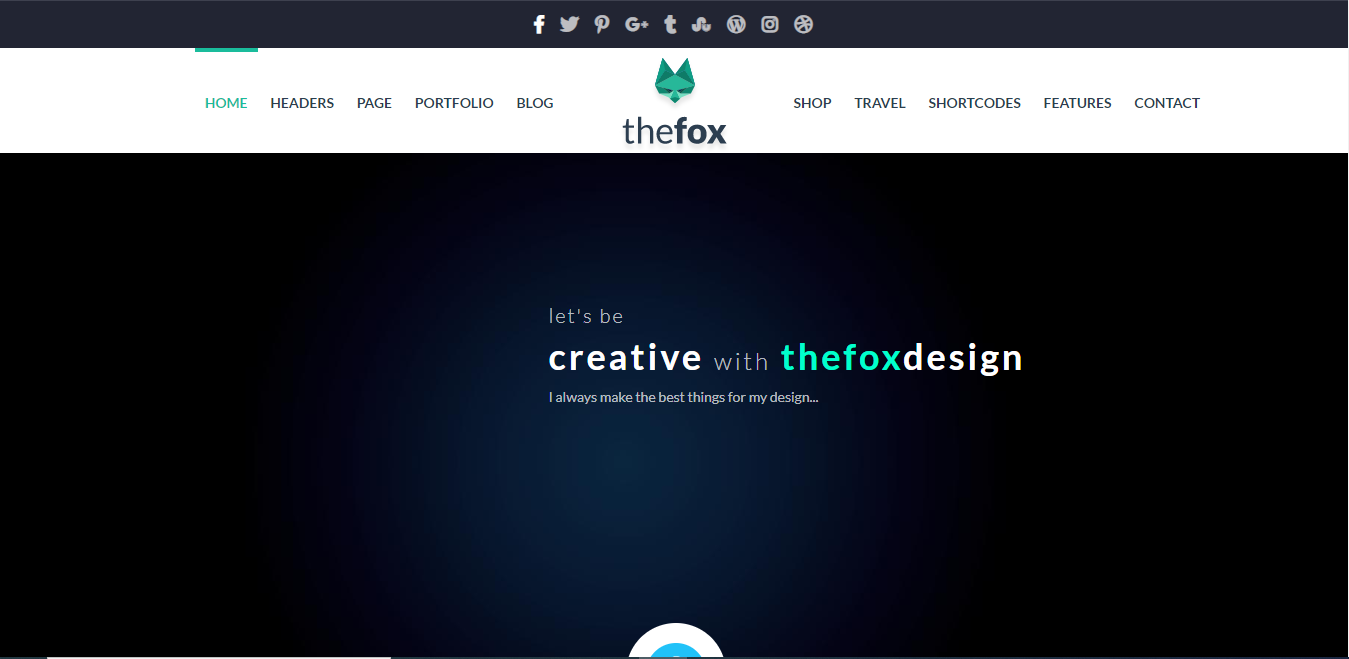 HOME HEADERS PAGE PORTFOLIO BLOG thefox SHOP TRAVEL SHORTCODES FEATURES CONTACT
let's be
creative with thefoxdesign
I always make the best things for my design...